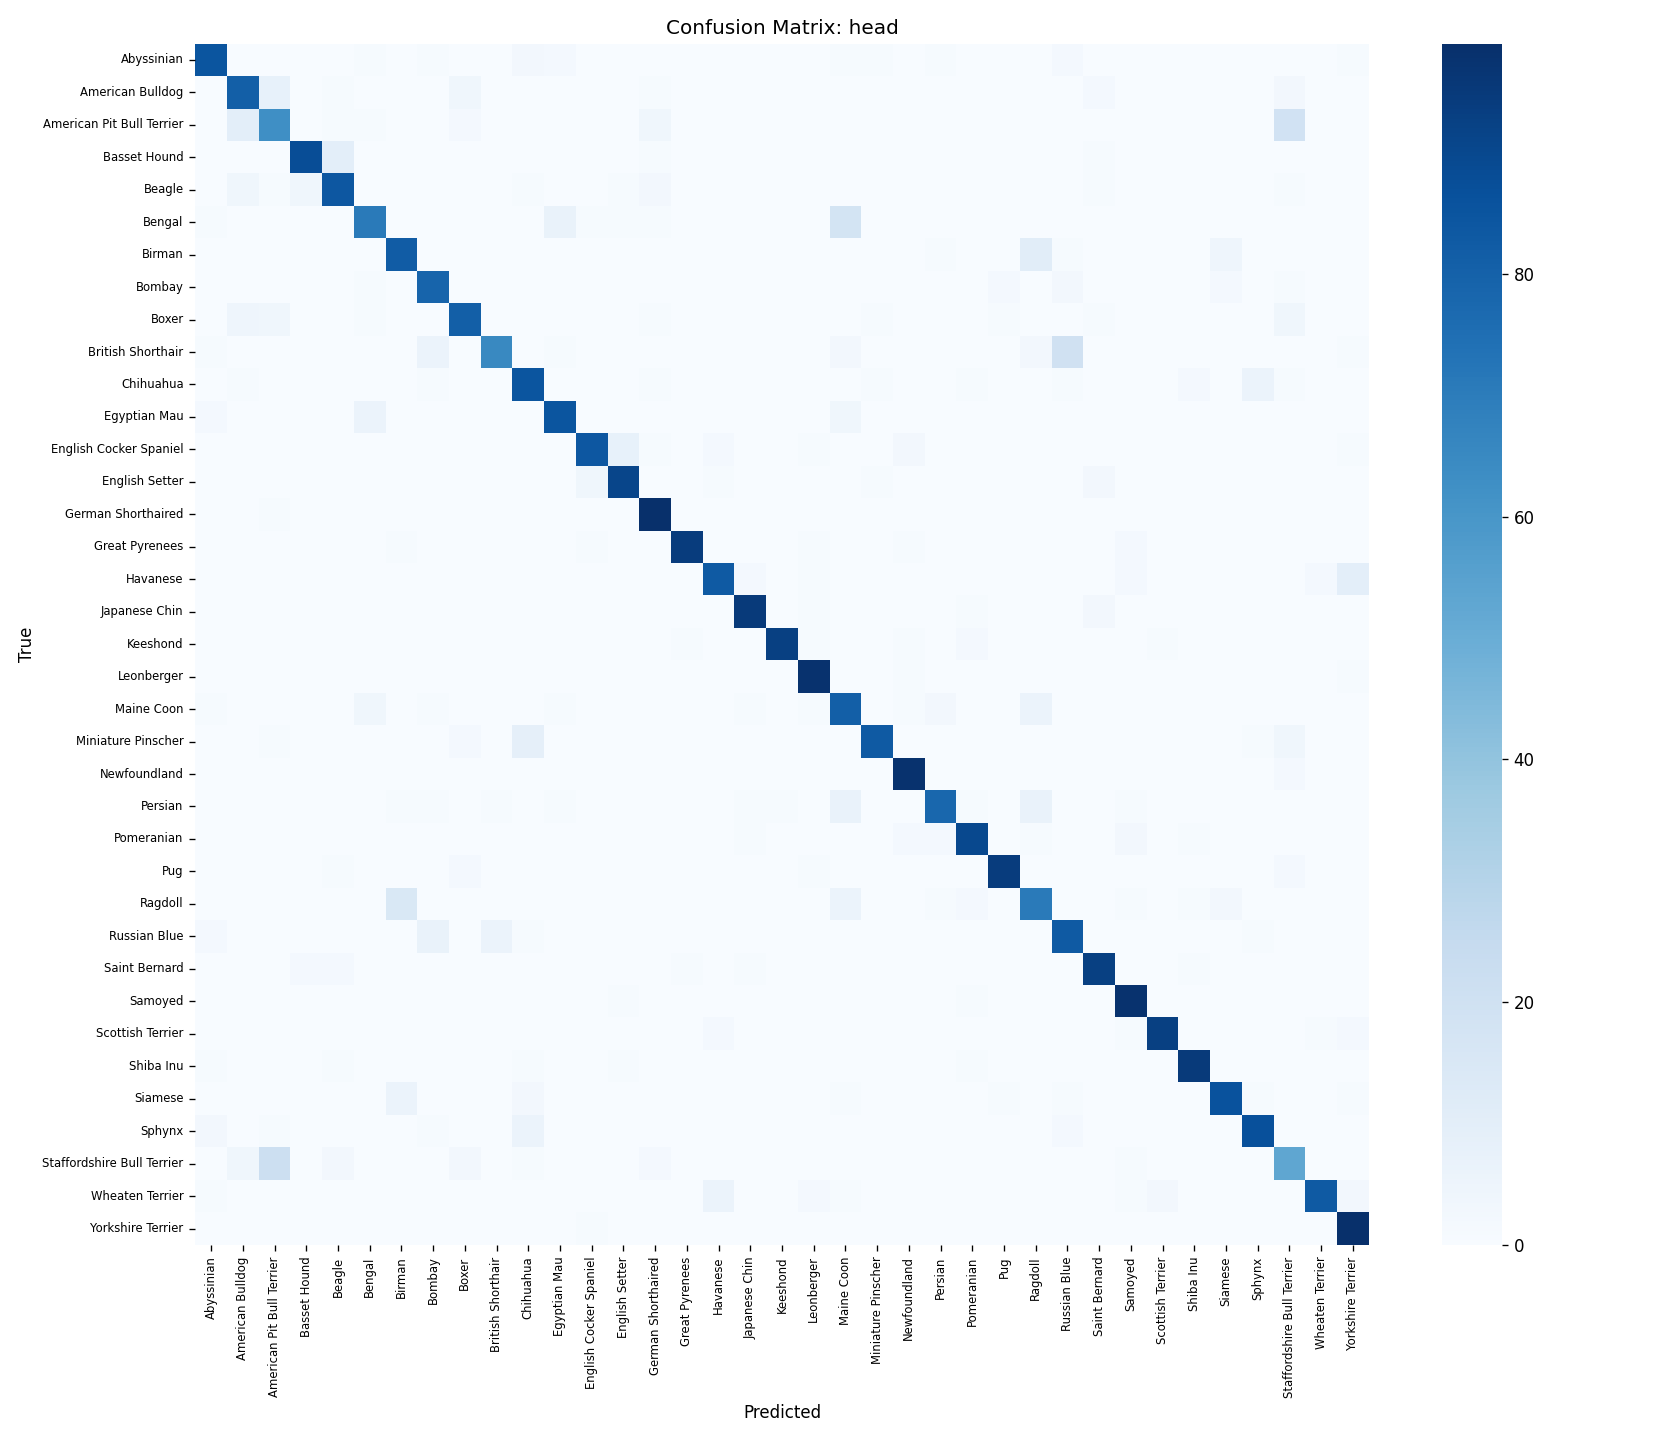 Confusion Matrix: head
Abyssinian
American Bulldog
American Pit Bull Terrier
Basset Hound
Beagle
Bengal
Birman
Bombay
Boxer
British Shorthair
Chihuahua
Egyptian Mau
English Cocker Spaniel
English Setter
German Shorthaired
Great Pyrenees
Havanese
Japanese Chin
Keeshond
Leonberger
Maine Coon
Miniature Pinscher
Newfoundland
Persian
Pomeranian
Pug
Ragdoll
Russian Blue
Saint Bernard
Samoyed
Scottish Terrier
Shiba Inu
Siamese
Sphynx
Staffordshire Bull Terrier
Wheaten Terrier
Yorkshire Terrier
True
Abyssinian
American Bulldog
American Pit Bull Terrier
Basset Hound
Beagle
Bengal
Birman
Bombay
Boxer
British Shorthair
Chihuahua
Egyptian Mau
English Cocker Spaniel
English Setter
German Shorthaired
Great Pyrenees
Havanese
Japanese Chin
Keeshond
Leonberger
Maine Coon
Miniature Pinscher
Newfoundland
Persian
Pomeranian
Pug
Ragdoll
Russian Blue
Saint Bernard
Samoyed
Scottish Terrier
Shiba Inu
Siamese
Sphynx
Staffordshire Bull Terrier
Wheaten Terrier
Yorkshire Terrier
Predicted
80
60
40
20
0